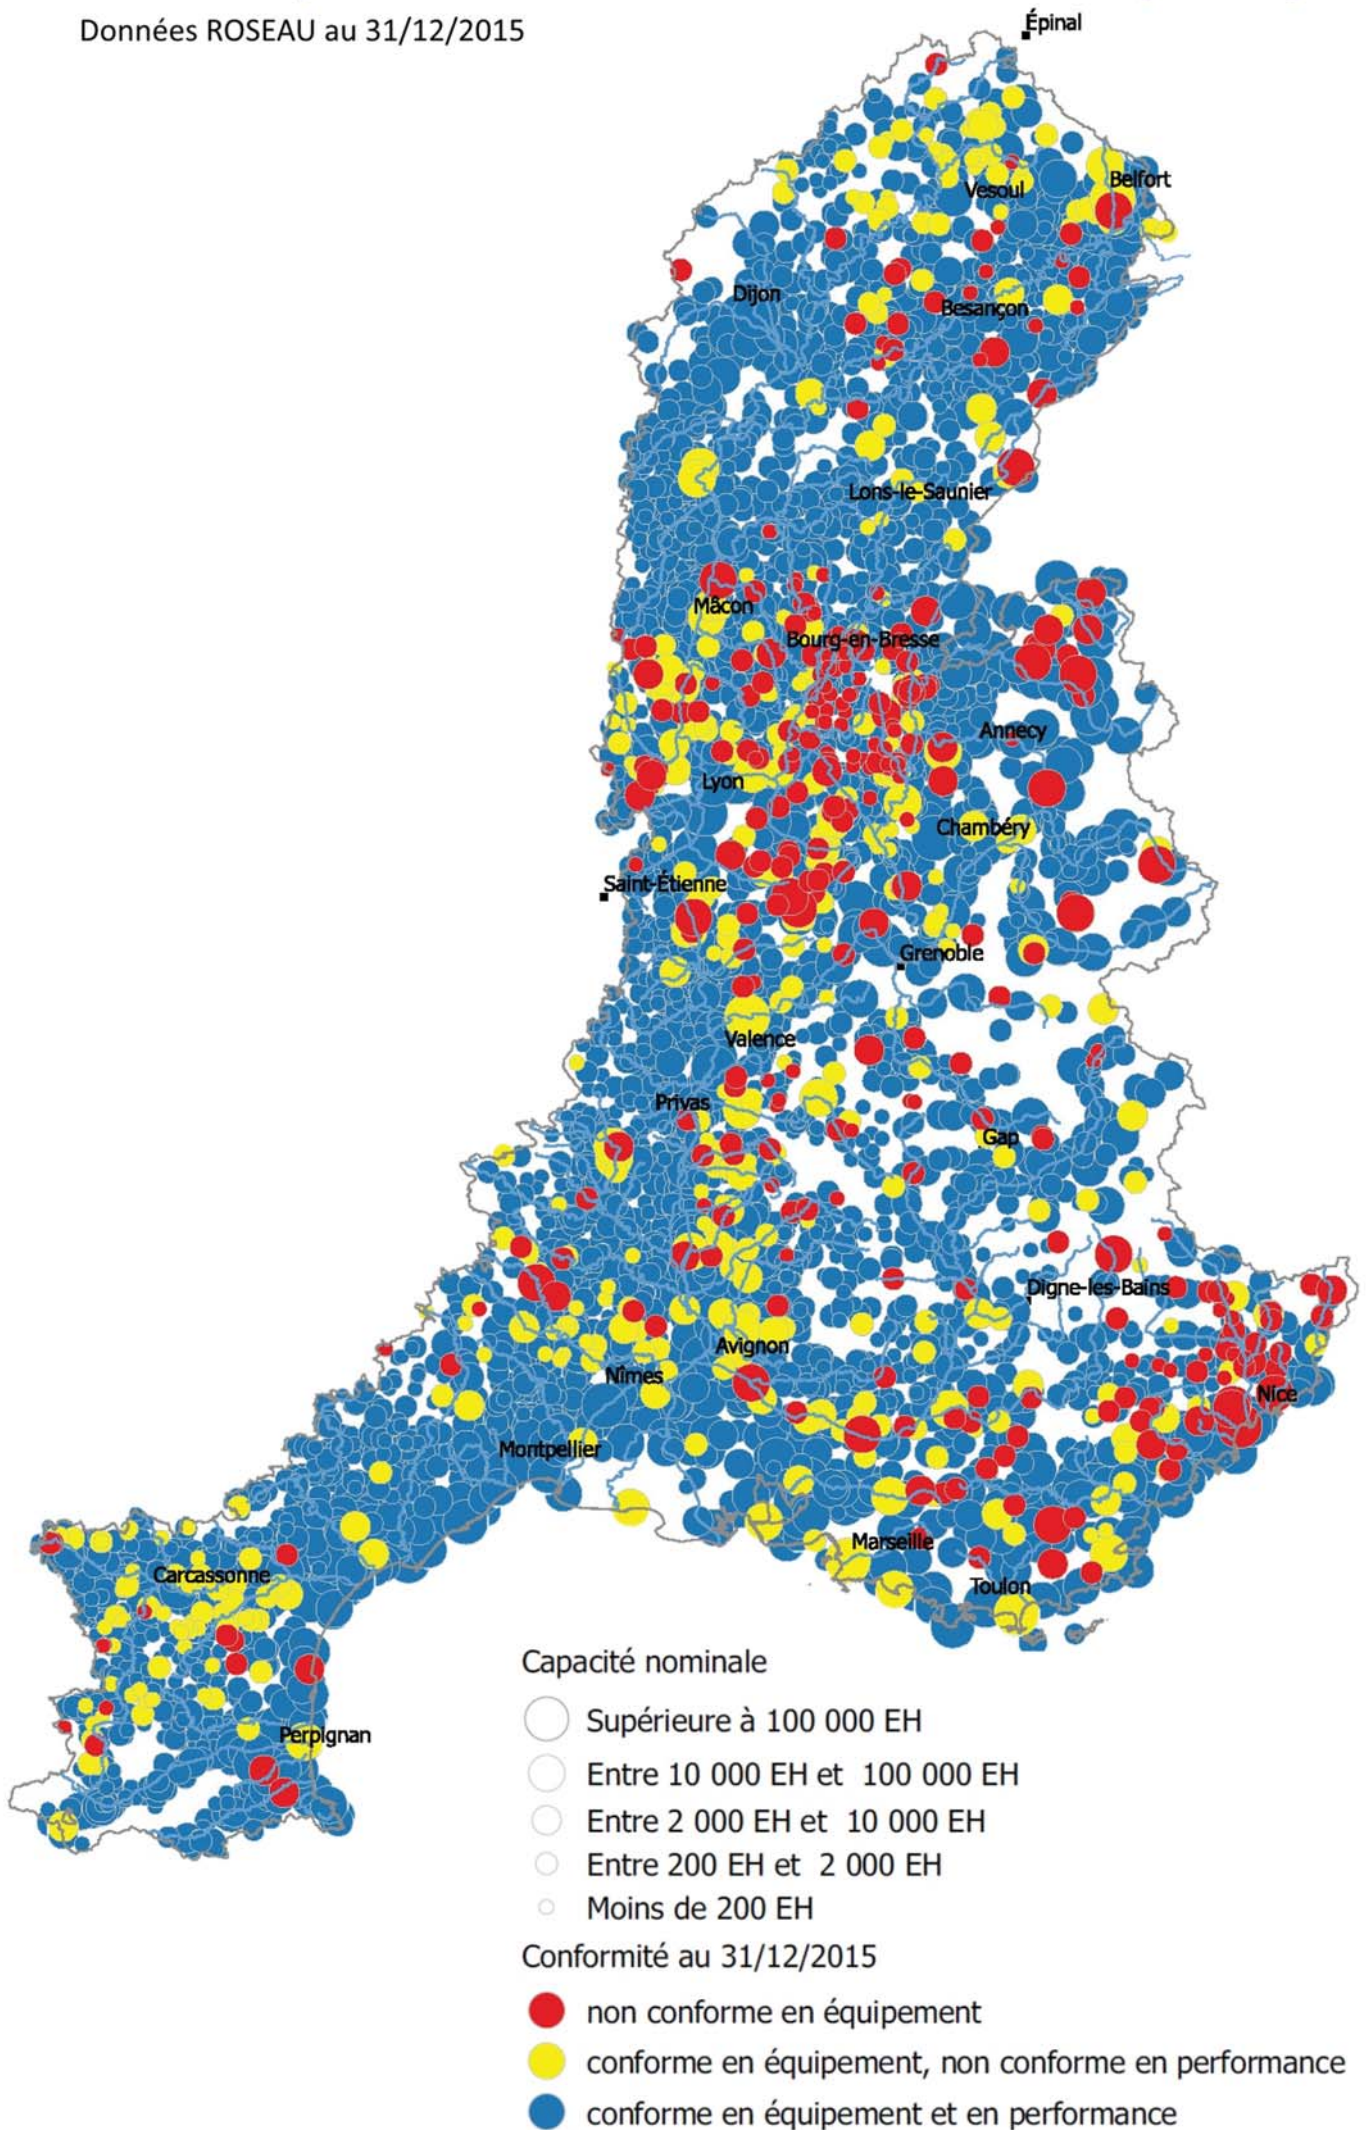 Données ROSEAU au 31/12/2015
Épinal
Vesoul
Belfort
Dijon
Besançon
Lons-le-Saunier
Mâcon
Bourg-en-Bresse
Annecy
Lyon
Chambéry
Saint-Étienne
Grenoble
Valence
Privas
Gap
Digne-les-Bains
Avignon
Nîmes
Nice
Montpellier
Marseille
Carcassonne
Toulon
Perpignan
Capacité nominale
Supérieure à 100 000 EH
Entre 10 000 EH et 100 000 EH
Entre 2 000 EH et 10 000 EH
Entre 200 EH et 2 000 EH
Moins de 200 EH
Conformité au 31/12/2015
non conforme en équipement
conforme en équipement, non conforme en performance
conforme en équipement et en performance